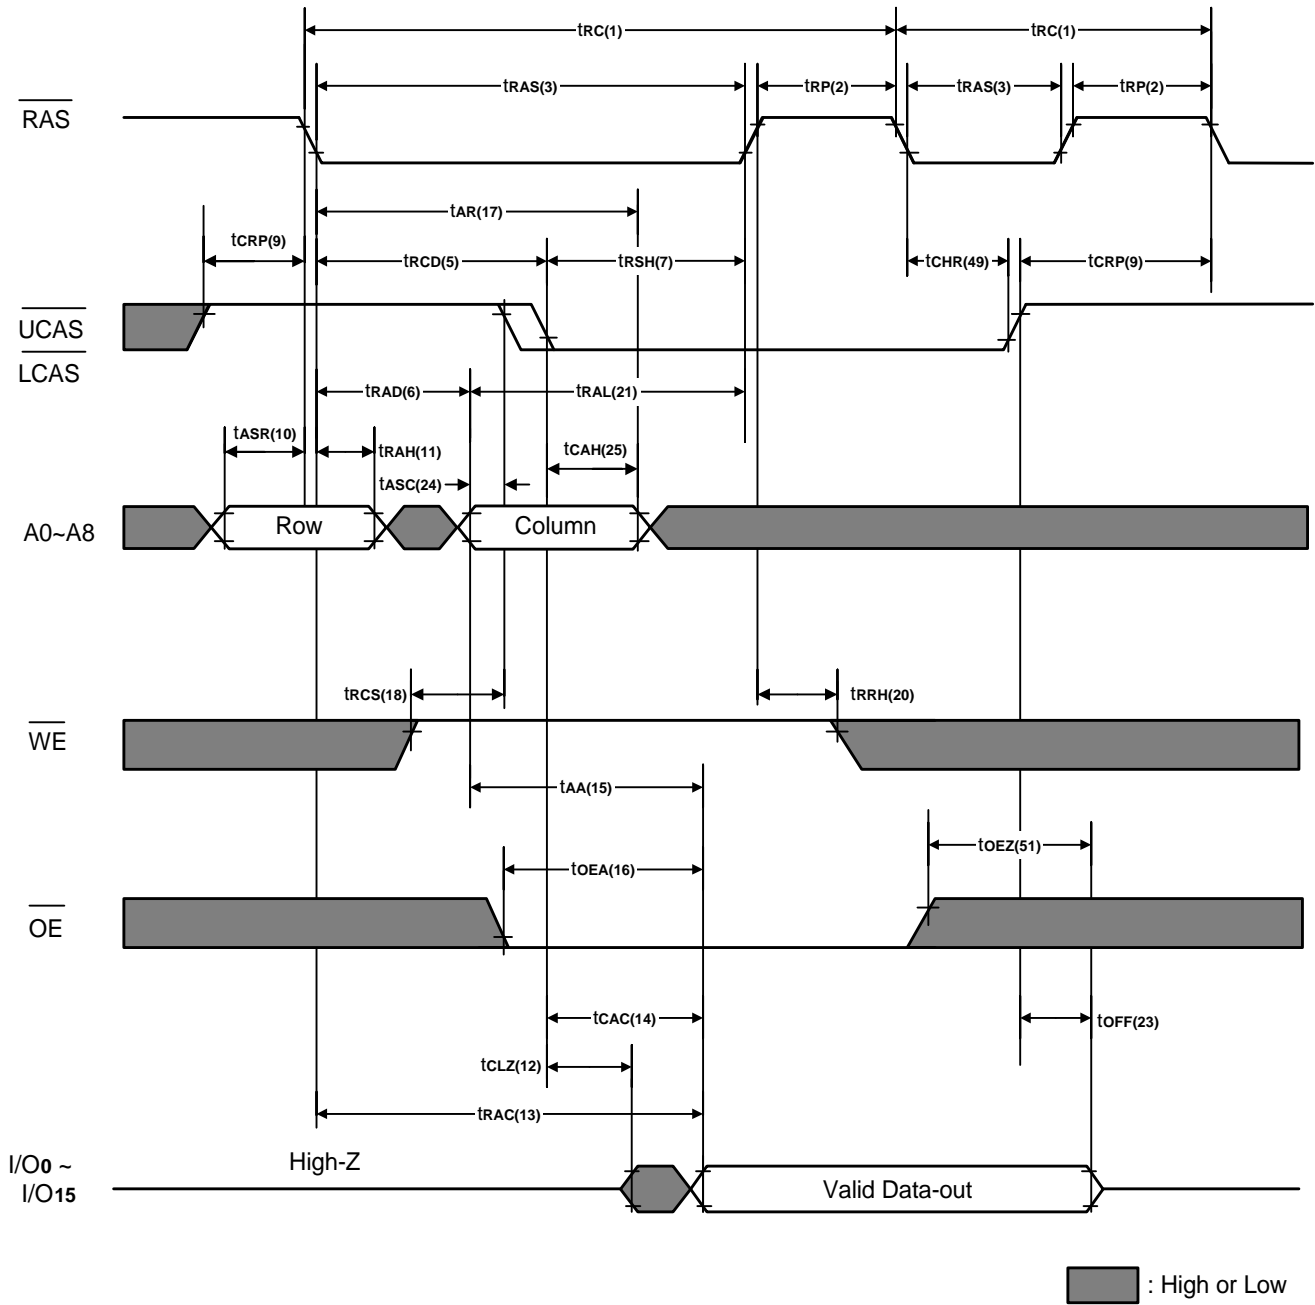 tRC(1) tRC(1)
tRAS(3) tRP(2) tRAS(3) tRP(2)
RAS
tAR(17)
tCRP(9) tRCD(5) tRSH(7) tCHR(49) tCRP(9)
UCAS
LCAS
tRAD(6) tRAL(21)
tASR(10) tRAH(11) tCAH(25)
tASC(24)
A0~A8 Row Column
tRCS(18) tRRH(20)
WE
tAA(15)
tOEZ(51)
tOEA(16)
OE
tCAC(14) tOFF(23)
tCLZ(12)
tRAC(13)
High-Z
I/O0 ~
I/O15 Valid Data-out
: High or Low